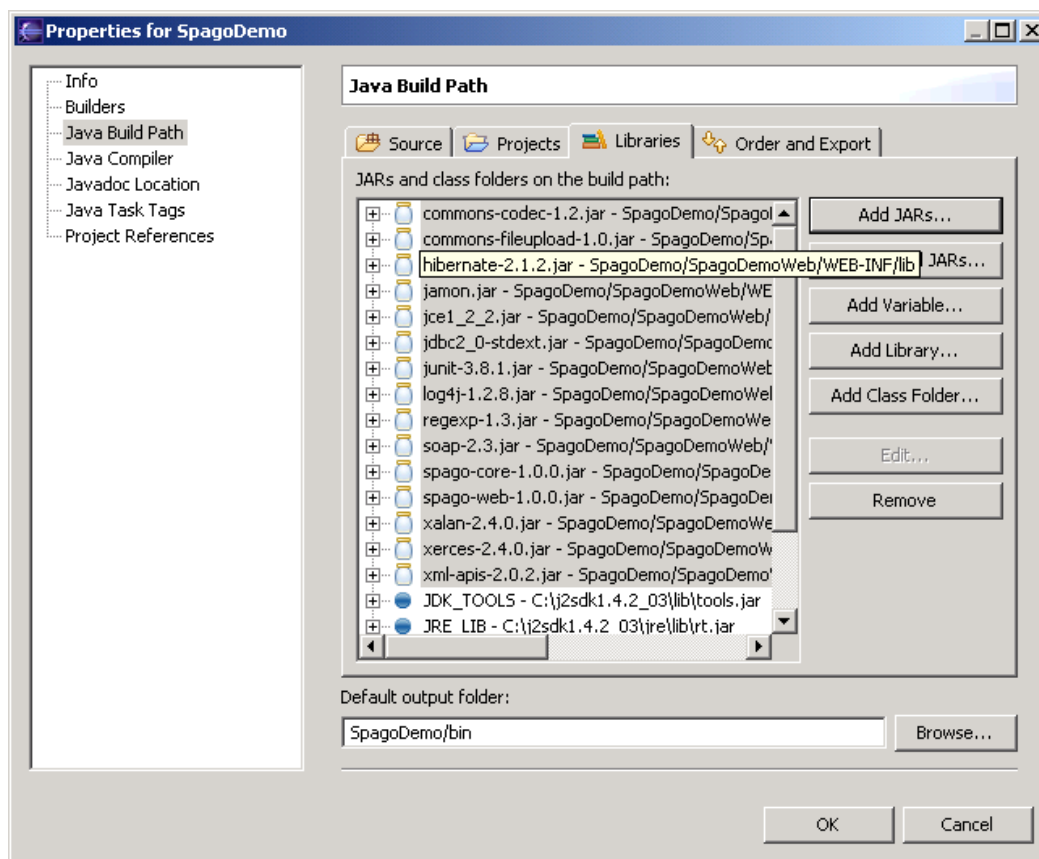 Properties for SpagoDemo
Info
Builders
Java Build Path
Java Compiler
Javadoc Location
Java Task Tags
Project References
Java Build Path
Source
Projects
Libraries
Order and Export
JARs and class folders on the build path:
commons-codec-1.2.jar - SpagoDemo/Spagol
commons-fileupload-1.0.jar - SpagoDemo/Sp
hibernate-2.1.2.jar - SpagoDemo/SpagoDemoWeb/WEB-INF/lib
jamon.jar - SpagoDemo/SpagoDemoWeb/WE
jce1_2_2.jar - SpagoDemo/SpagoDemoWeb/
jdbc2_0-stdext.jar - SpagoDemo/SpagoDemo
junit-3.8.1.jar - SpagoDemo/SpagoDemoWeb
log4j-1.2.8.jar - SpagoDemo/SpagoDemoWe
regexp-1.3.jar - SpagoDemo/SpagoDemoWe
soap-2.3.jar - SpagoDemo/SpagoDemoWeb/
spago-core-1.0.0.jar - SpagoDemo/SpagoDe
spago-web-1.0.0.jar - SpagoDemo/SpagoDe
xalan-2.4.0.jar - SpagoDemo/SpagoDemoWe
xerces-2.4.0.jar - SpagoDemo/SpagoDemoW
xml-apis-2.0.2.jar - SpagoDemo/SpagoDemo
JDK_TOOLS - C:\j2sdk1.4.2_03\lib\tools.jar
JRE_LIB - C:\j2sdk1.4.2_03\jre\lib\rt.jar
Add JARs...
JARs...
Add Variable...
Add Library...
Add Class Folder...
Edit...
Remove
Default output folder:
SpagoDemo/bin
Browse...
OK
Cancel